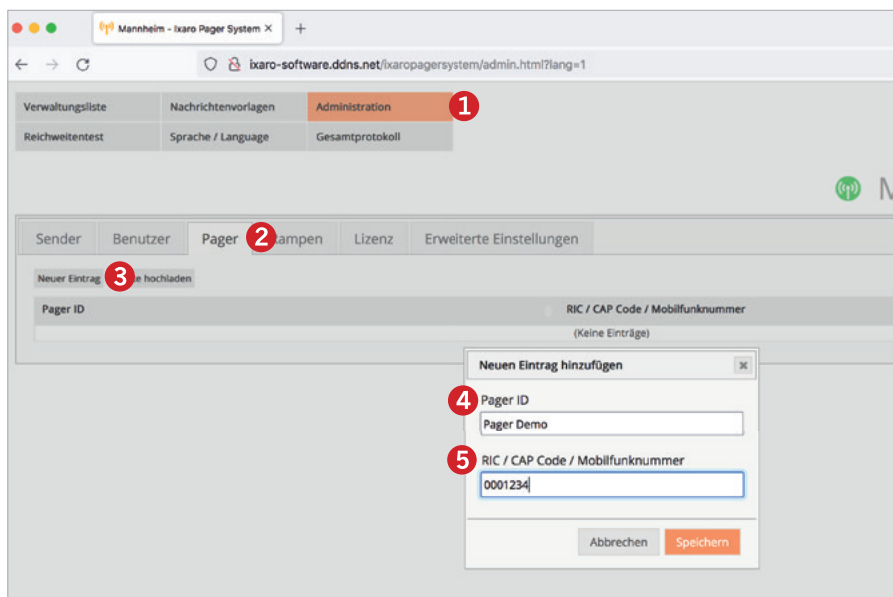 Mannheim - Ixaro Pager System
ixaro-software.ddns.net/ixaropagersystem/admin.html?lang=1
Verwaltungsliste Nachrichtenvorlagen Administration 1
Reichweitentest Sprache / Language Gesamtprotokoll
M
Sender Benutzer Pager 2 ampen Lizenz Erweiterte Einstellungen
Neuer Eintrag 3 te hochladen
Pager ID RIC / CAP Code / Mobilfunknummer
(Keine Einträge)
Neuen Eintrag hinzufügen
4 Pager ID
Pager Demo
5 RIC / CAP Code / Mobilfunknummer
0001234
Abbrechen Speichern